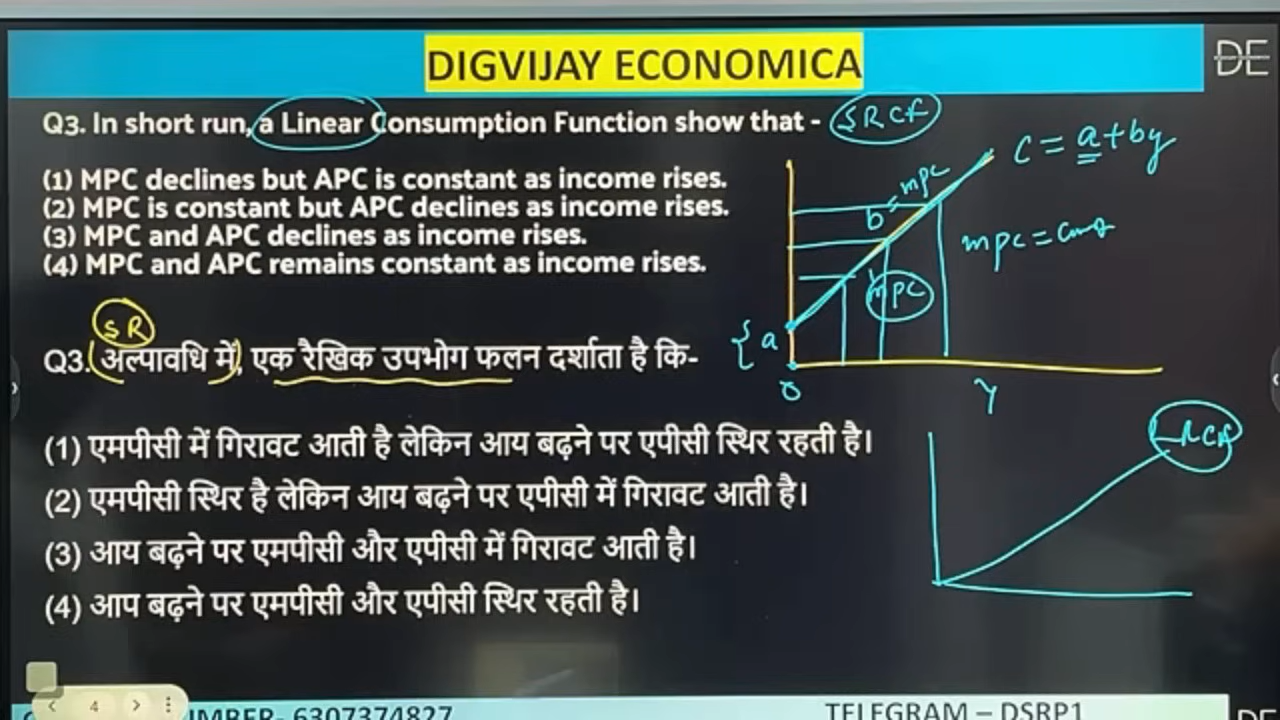 DIGVIJAY ECONOMICA
DE
Q3. In short run, a Linear Consumption Function show that -
SRCF
(1) MPC declines but APC is constant as income rises.
(2) MPC is constant but APC declines as income rises.
(3) MPC and APC declines as income rises.
(4) MPC and APC remains constant as income rises.
C = a + by
b = mpc
mpc =
mpc
a
O
Y
SR
Q3. अल्पावधि में, एक रैखिक उपभोग फलन दर्शाता है कि-
LRCF
(1) एमपीसी में गिरावट आती है लेकिन आय बढ़ने पर एपीसी स्थिर रहती है।
(2) एमपीसी स्थिर है लेकिन आय बढ़ने पर एपीसी में गिरावट आती है।
(3) आय बढ़ने पर एमपीसी और एपीसी में गिरावट आती है।
(4) आप बढ़ने पर एमपीसी और एपीसी स्थिर रहती है।
4
6307374827
TELEGRAM – DSRP1
DE